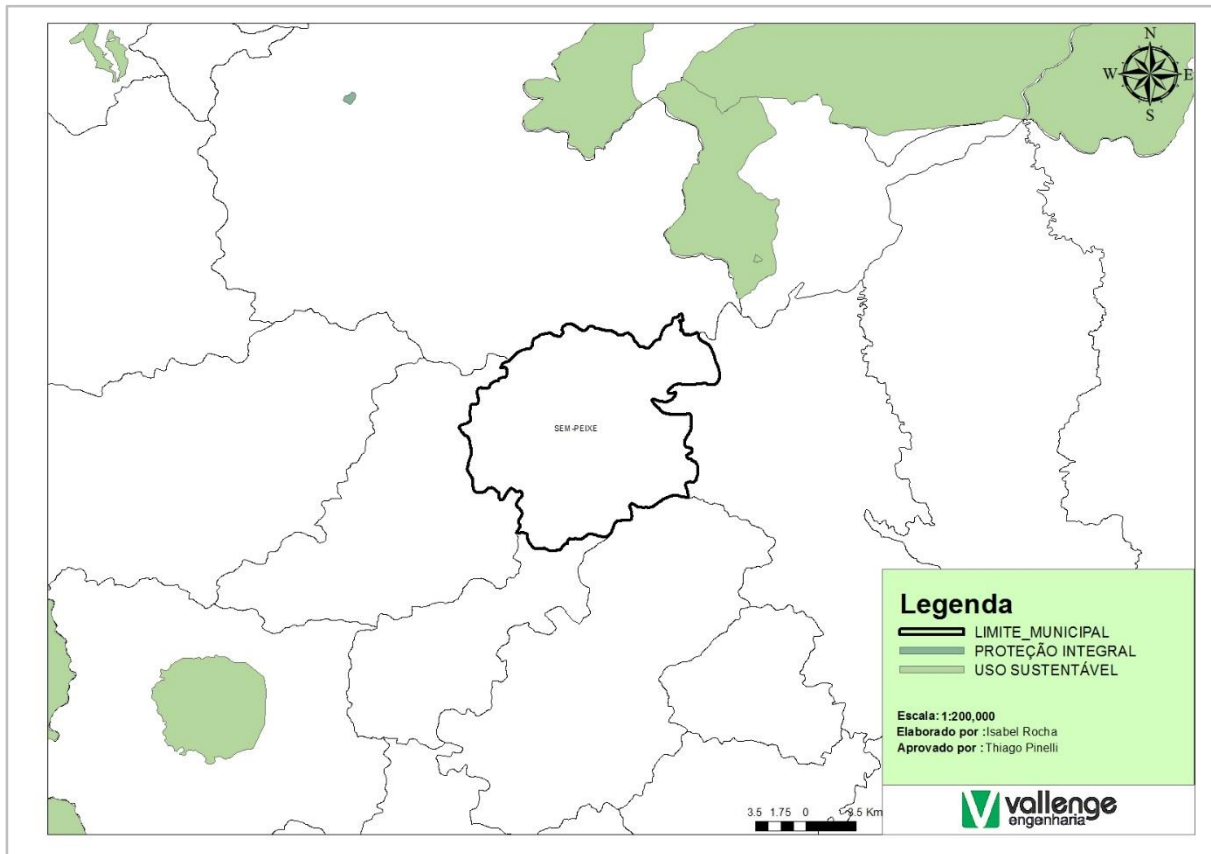 N
W E
S
SEM-PEIXE
Legenda
LIMITE_MUNICIPAL
PROTEÇÃO INTEGRAL
USO SUSTENTÁVEL
Escala: 1:200,000
Elaborado por :Isabel Rocha
Aprovado por : Thiago Pinelli
3.5 1.75 0 Km
vallenge
engenharia